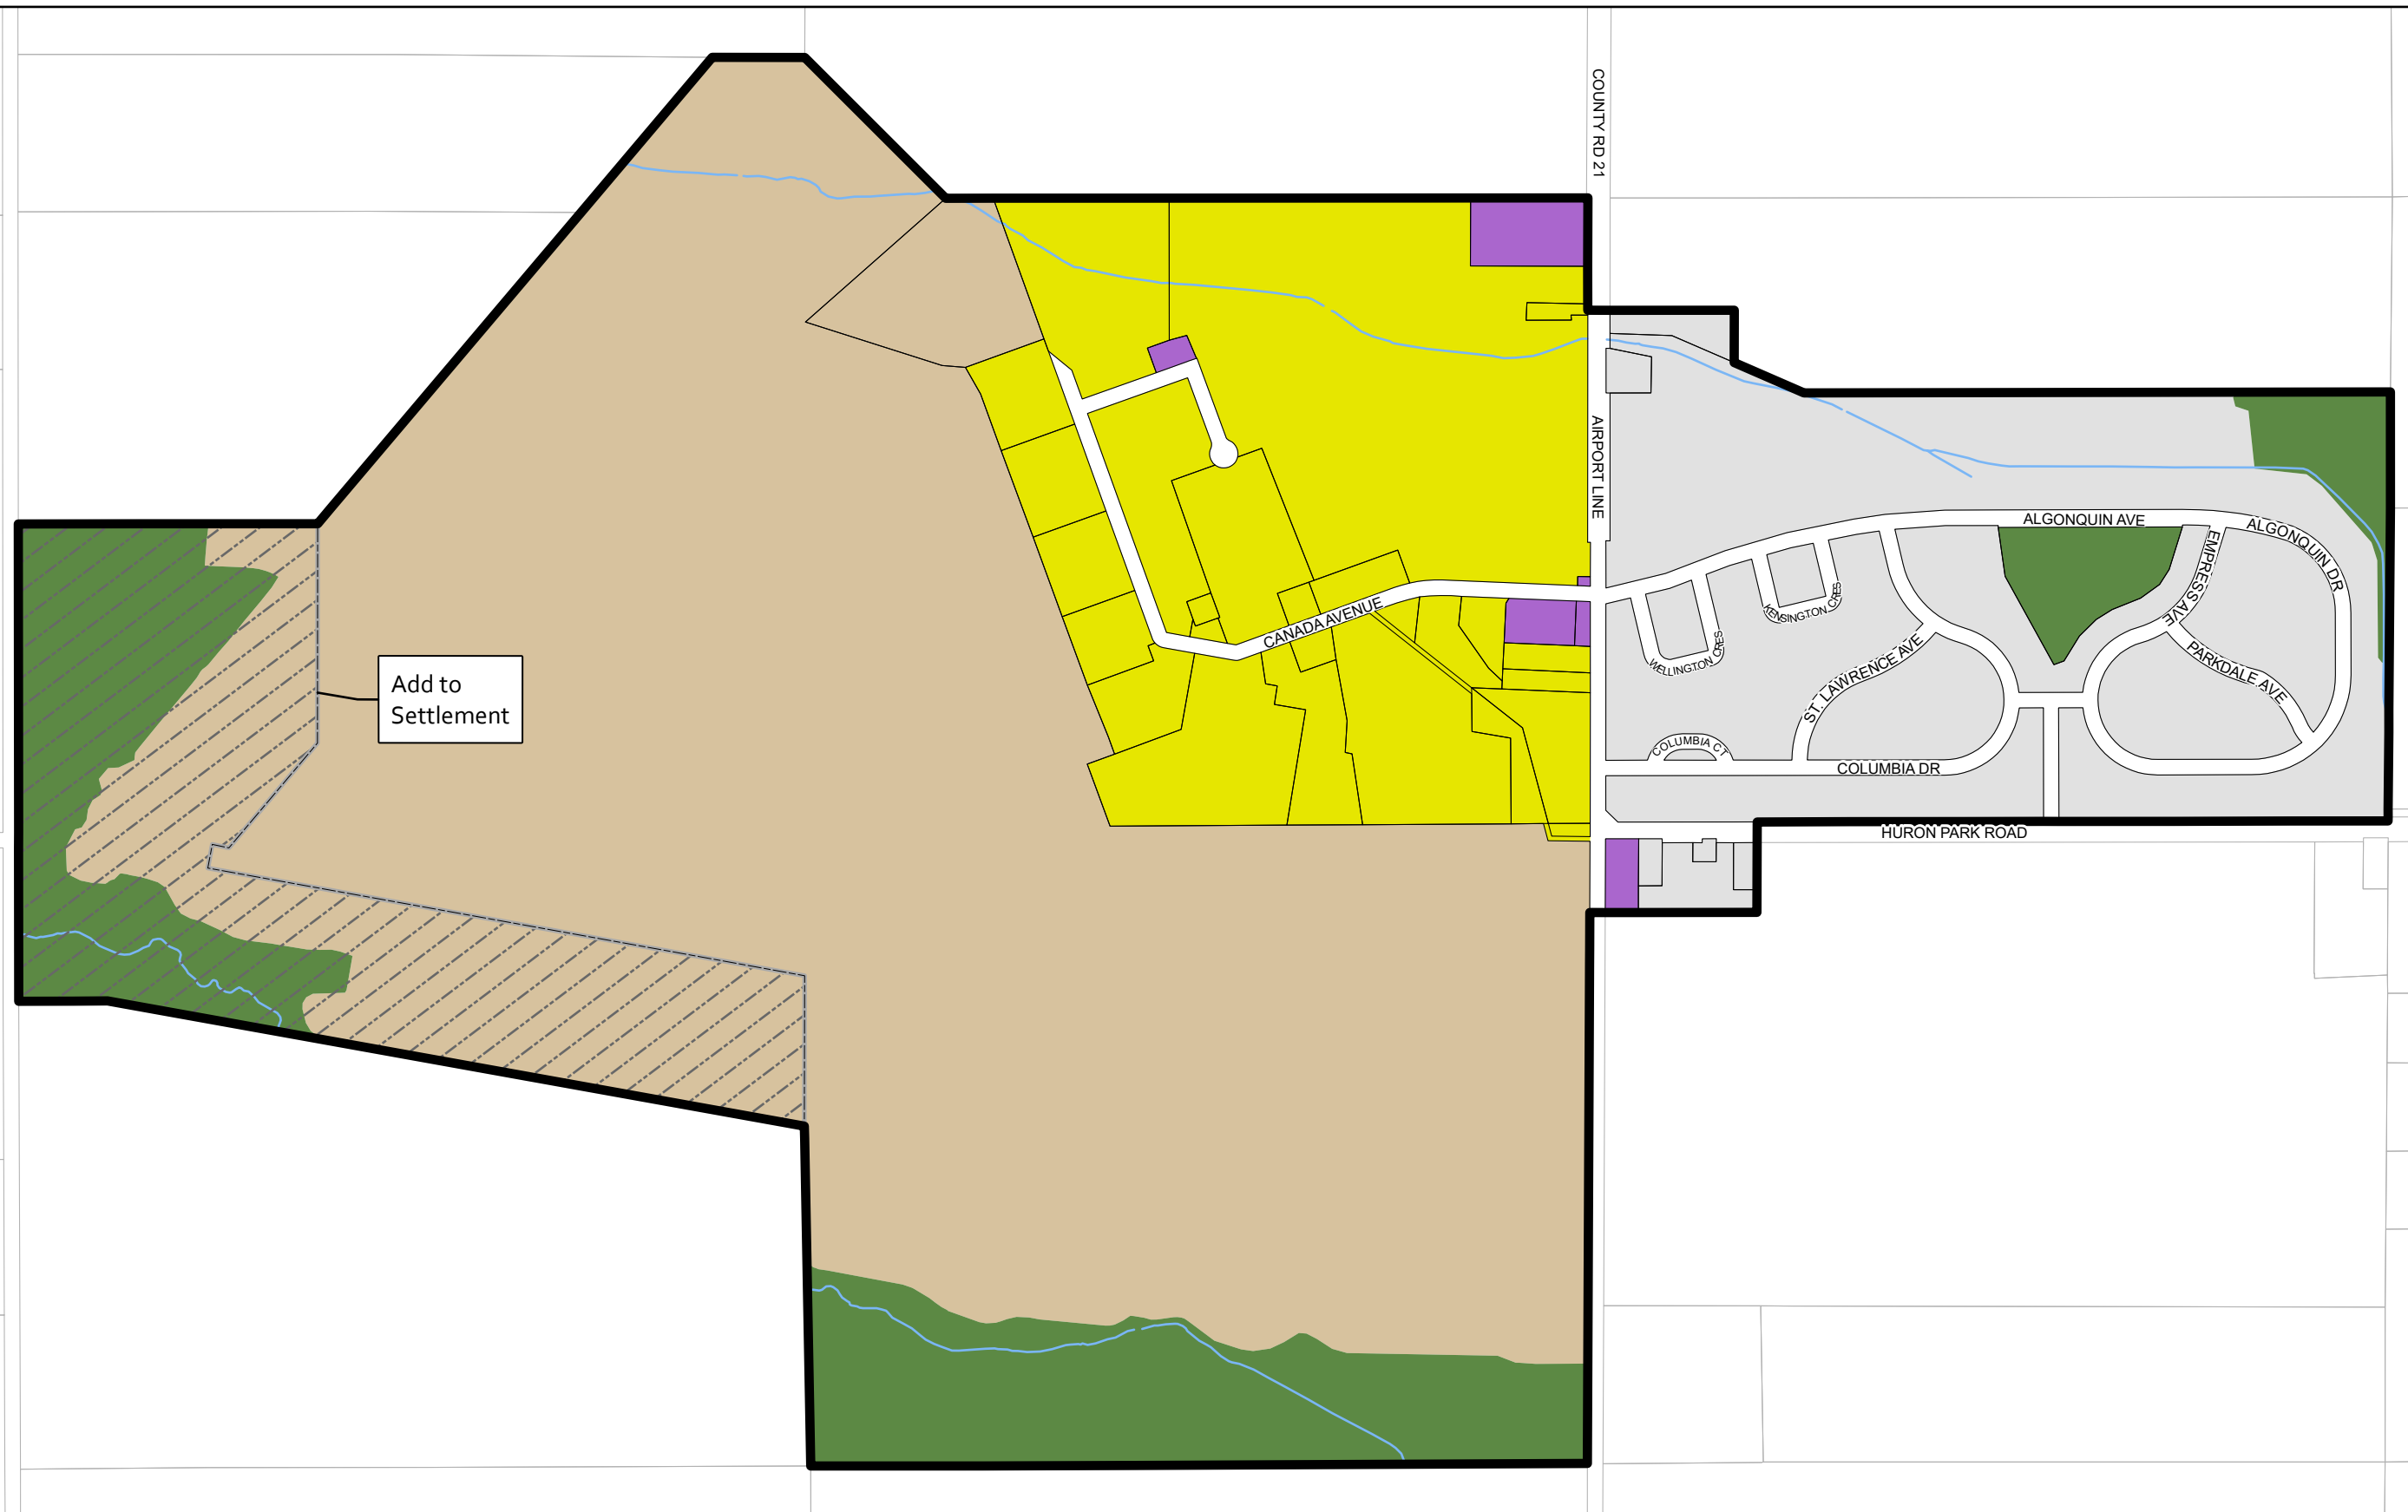 COUNTY RD 21
AIRPORT LINE
ALGONQUIN AVE
ALGONQUIN DR
EMPRESS AVE
KENSINGTON CRES
WELLINGTON CRES
ST. LAWRENCE AVE
PARKDALE AVE
CANADA AVENUE
Add to
Settlement
COLUMBIA CT
COLUMBIA DR
HURON PARK ROAD